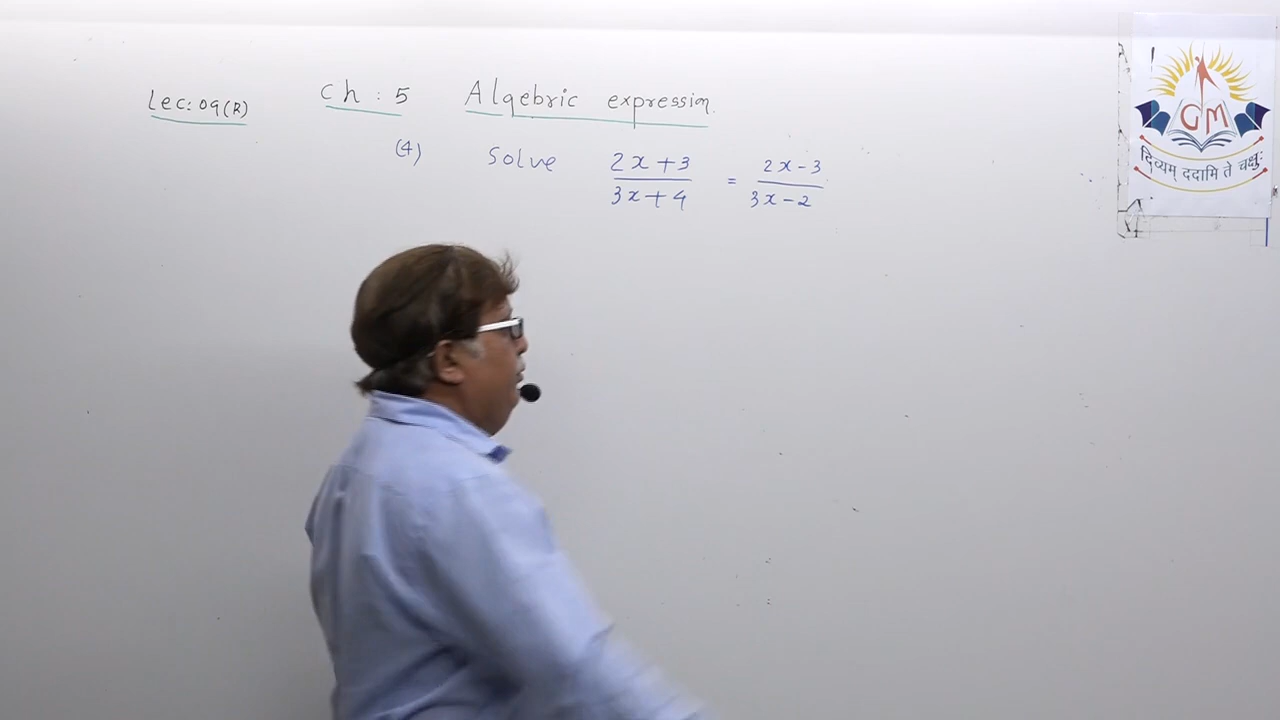 Lec: 09(R)
Ch : 5 Algebric expression.
(4) Solve 2x+3/3x+4 = 2x-3/3x-2
GM
दिव्यम् ददामि ते चक्षुः